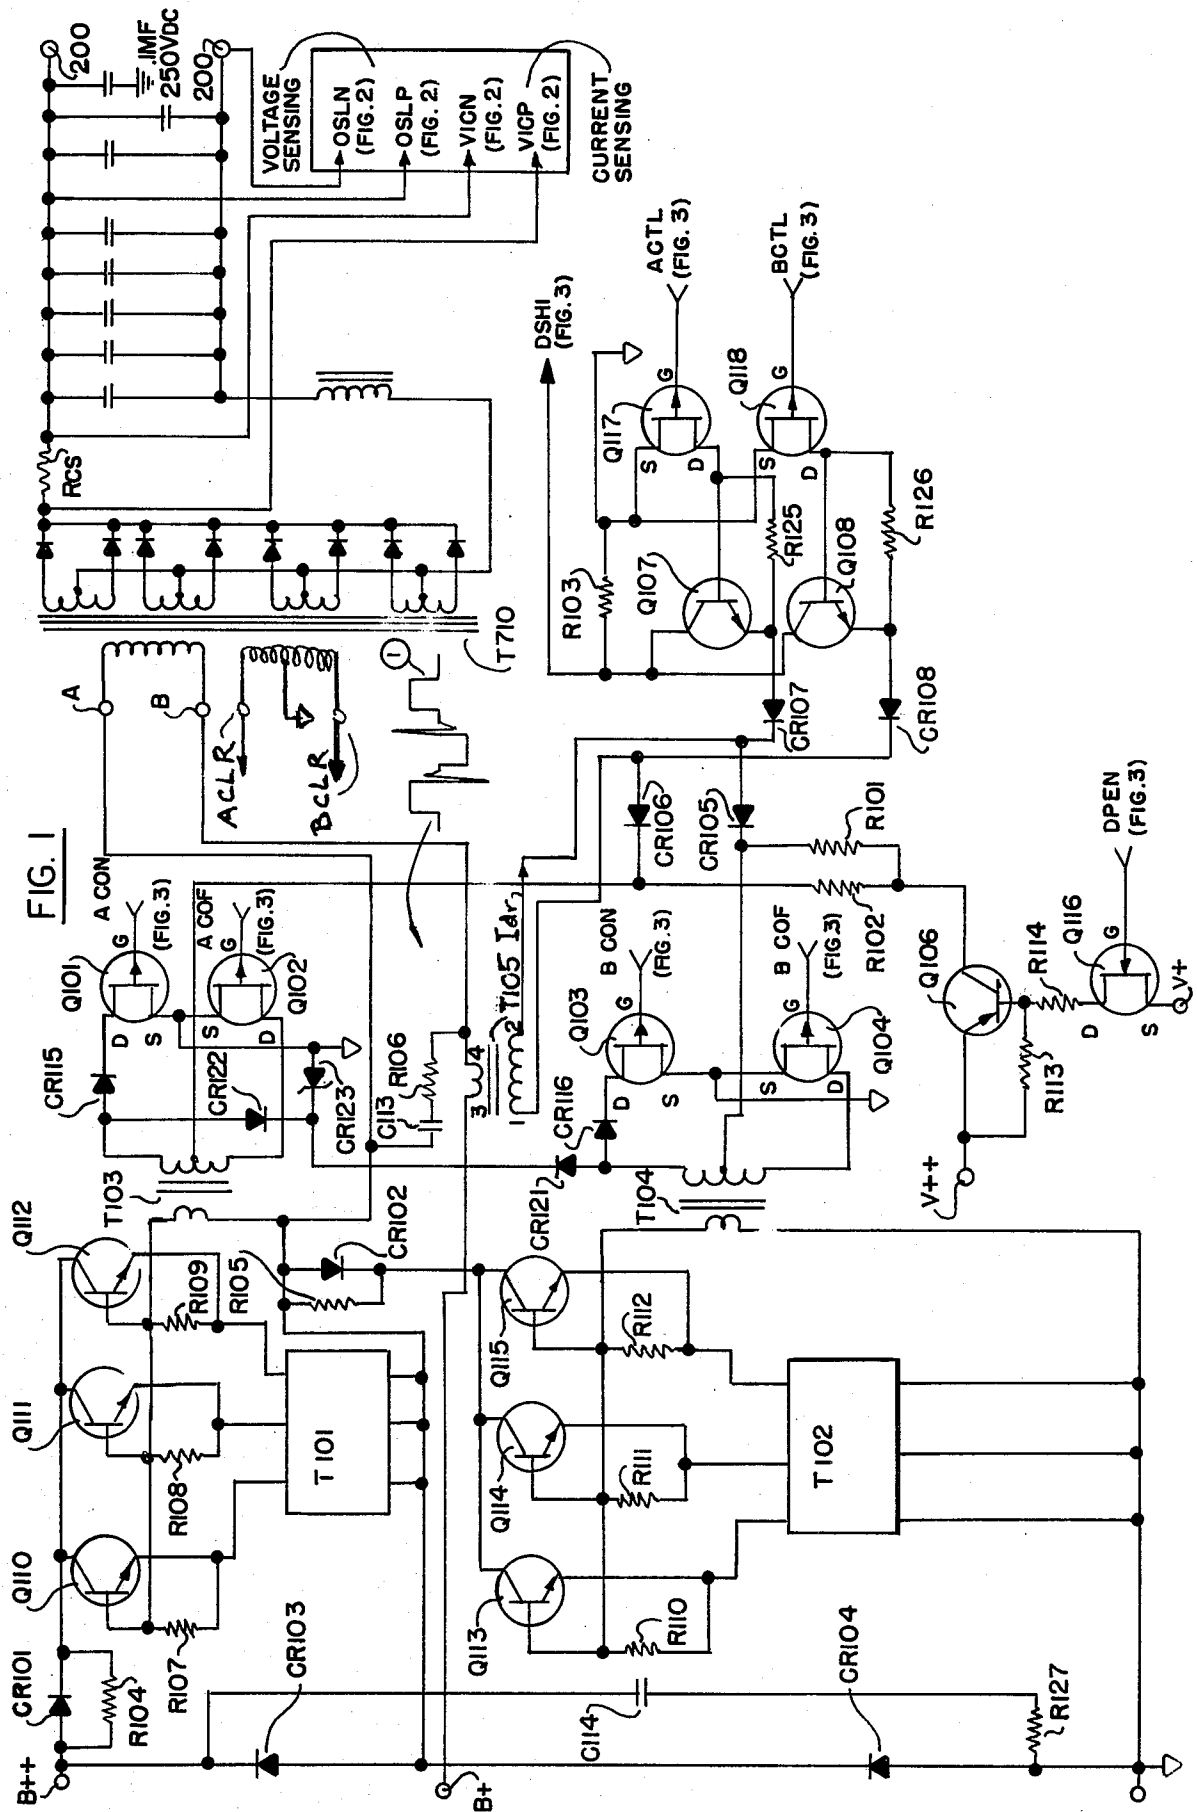 FIG. 1
B++
CR101
R104
Q110
R107
Q111
R108
Q112
R109
T103
R105
CR102
T101
CR103
B+
CR115
Q101
A CON
G
(FIG.3)
D
S
A COF
G
(FIG.3)
S
D
Q102
CR122
CR123
C113
R106
3
4
1
2
T105 Idr
A
B
ACLR
BCLR
1
T710
RCS
200
.1MF
250VDC
200
VOLTAGE
SENSING
OSLN
(FIG. 2)
OSLP
(FIG. 2)
VICN
(FIG. 2)
VICP
(FIG. 2)
CURRENT
SENSING
DSHI
(FIG. 3)
ACTL
(FIG. 3)
BCTL
(FIG. 3)
Q117
S
G
D
Q118
S
G
D
R103
Q107
R125
Q108
R126
CR107
CR108
CR106
CR105
R101
R102
CR121
CR116
Q103
B CON
(FIG.3)
G
D
S
B COF
(FIG.3)
G
S
D
Q104
T104
Q115
R112
Q114
R111
Q113
R110
T102
C114
CR104
R127
V++
Q106
R113
R114
Q116
D
G
S
V+
DPEN
(FIG.3)